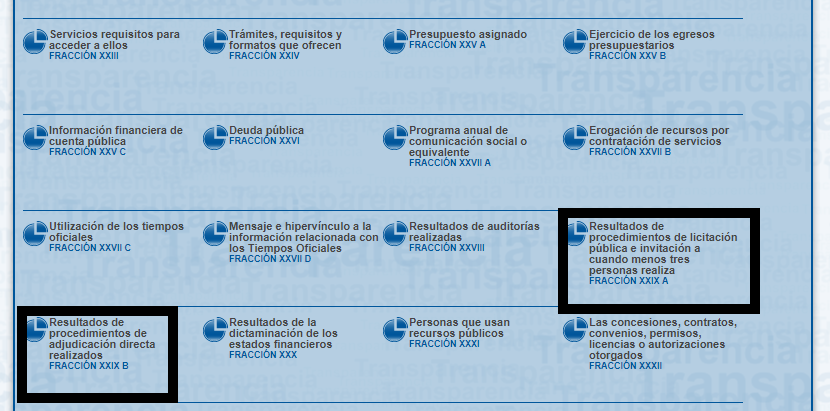 Servicios requisitos para
acceder a ellos
FRACCIÓN XXIII
Trámites, requisitos y
formatos que ofrecen
FRACCIÓN XXIV
Presupuesto asignado
FRACCIÓN XXV A
Ejercicio de los egresos
presupuestarios
FRACCIÓN XXV B
Información financiera de
cuenta pública
FRACCIÓN XXV C
Deuda pública
FRACCIÓN XXVI
Programa anual de
comunicación social o
equivalente
FRACCIÓN XXVII A
Erogación de recursos por
contratación de servicios
FRACCIÓN XXVII B
Utilización de los tiempos
oficiales
FRACCIÓN XXVII C
Mensaje e hipervínculo a la
información relacionada con
los Tiempos Oficiales
FRACCIÓN XXVII D
Resultados de auditorías
realizadas
FRACCIÓN XXVIII
Resultados de
procedimientos de licitación
pública e invitación a
cuando menos tres
personas realiza
FRACCIÓN XXIX A
Resultados de
procedimientos de
adjudicación directa
realizados
FRACCIÓN XXIX B
Resultados de la
dictaminación de los
estados financieros
FRACCIÓN XXX
Personas que usan
recursos públicos
FRACCIÓN XXXI
Las concesiones, contratos,
convenios, permisos,
licencias o autorizaciones
otorgados
FRACCIÓN XXXII